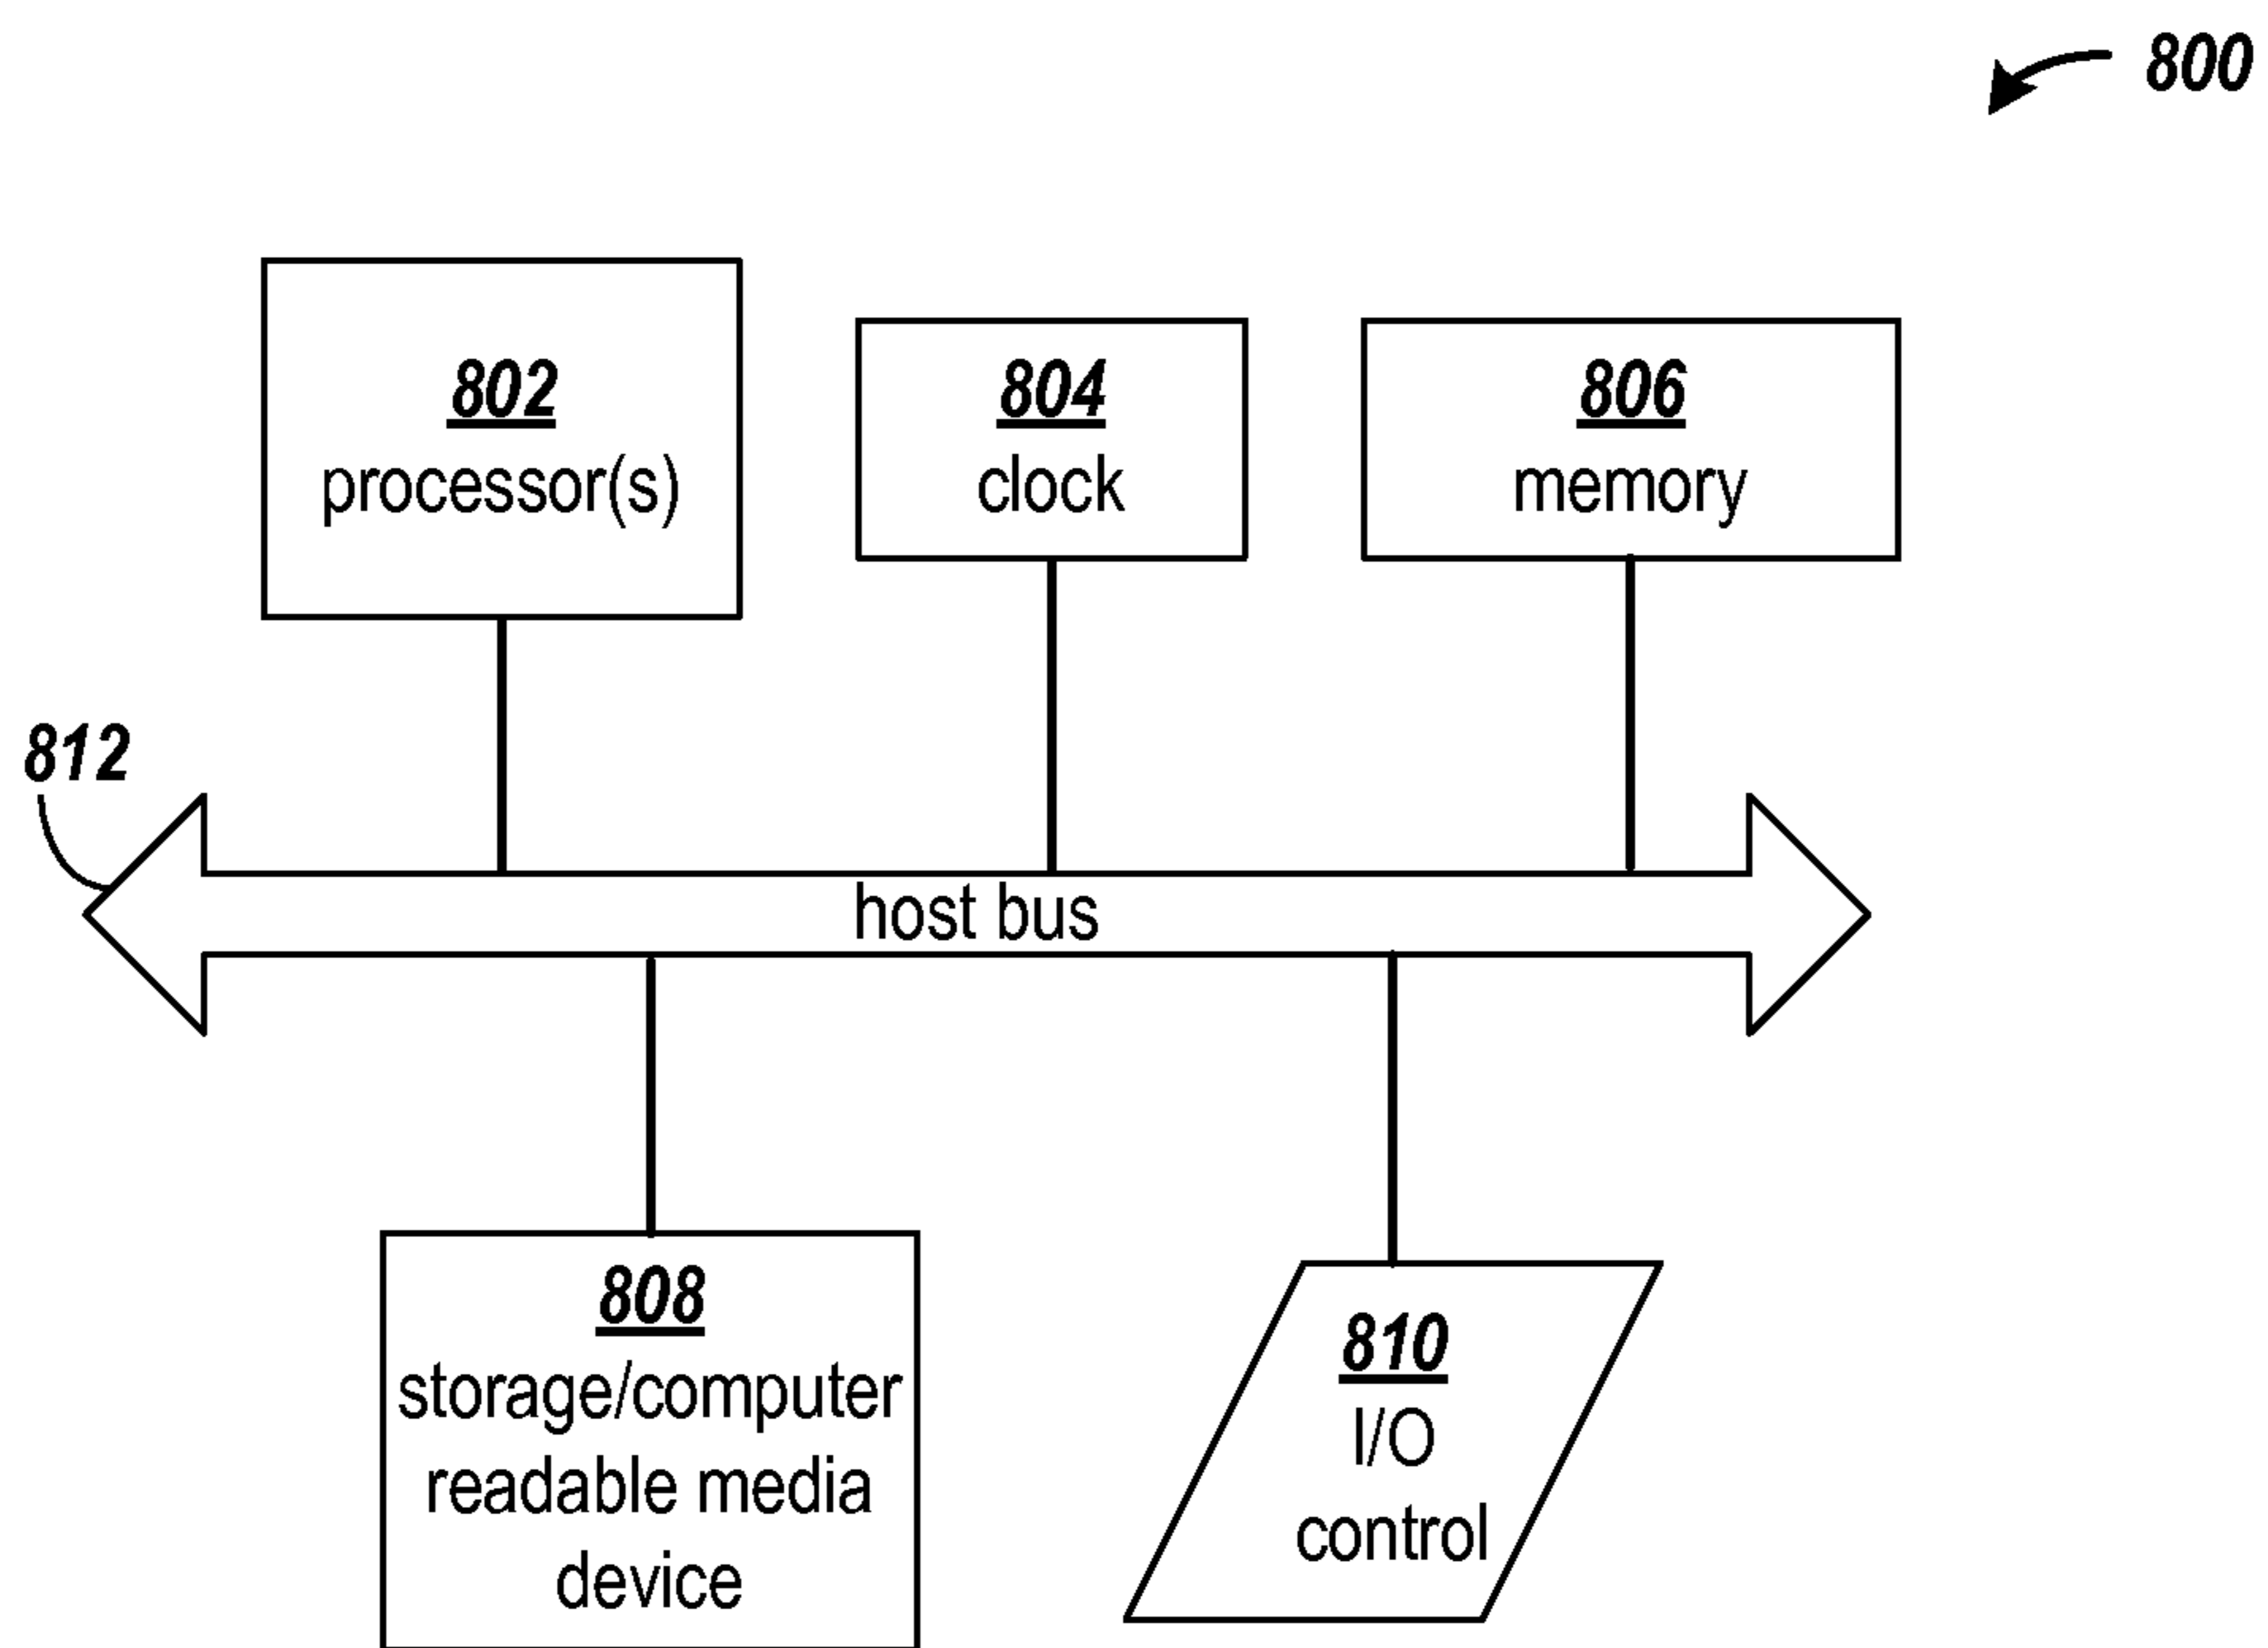 800
802
processor(s)
804
clock
806
memory
812
host bus
808
storage/computer
readable media
device
810
I/O
control